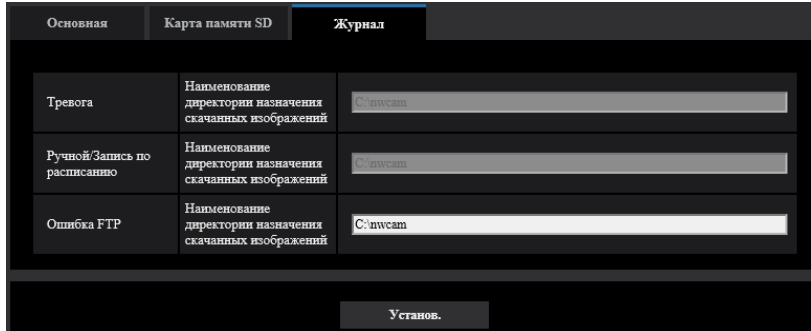 Основная Карта памяти SD Журнал
Тревога
Наименование
директории назначения
скачанных изображений
C:\nwcam
Ручной/Запись по
расписанию
Наименование
директории назначения
скачанных изображений
C:\nwcam
Ошибка FTP
Наименование
директории назначения
скачанных изображений
C:\nwcam
Установ.